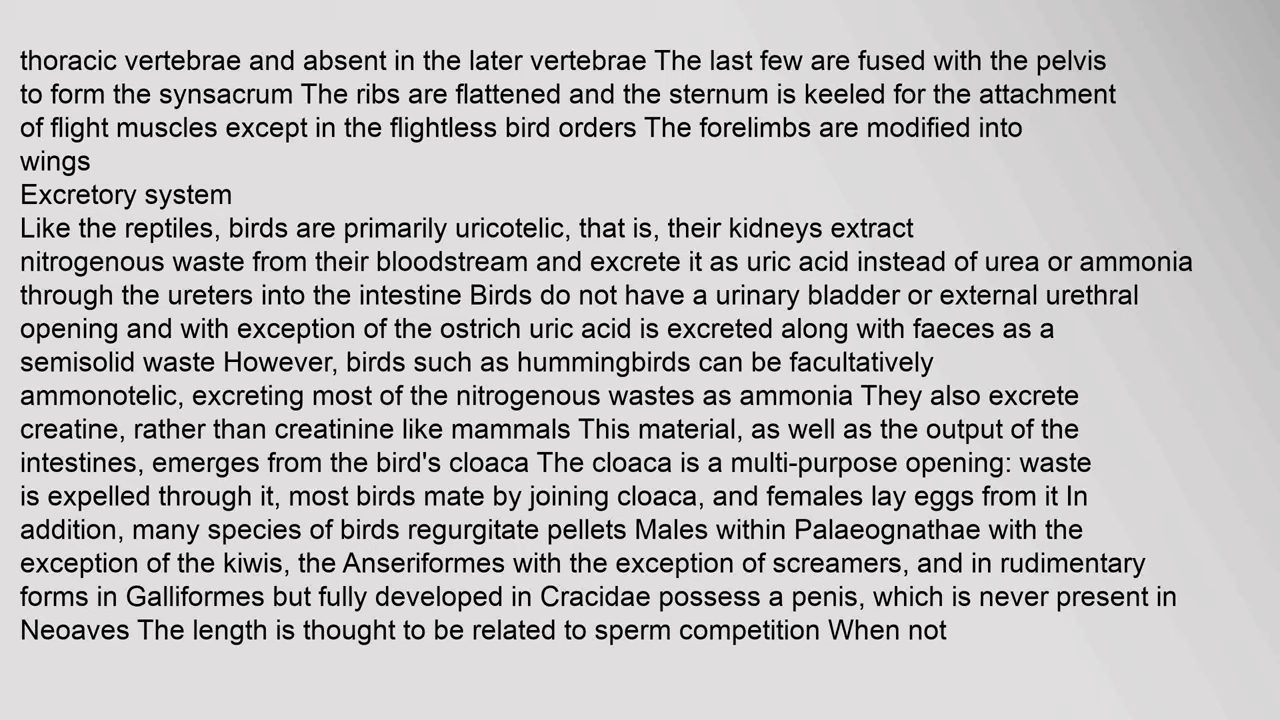 thoracic vertebrae and absent in the later vertebrae The last few are fused with the pelvis
to form the synsacrum The ribs are flattened and the sternum is keeled for the attachment
of flight muscles except in the flightless bird orders The forelimbs are modified into
wings
Excretory system
Like the reptiles, birds are primarily uricotelic, that is, their kidneys extract
nitrogenous waste from their bloodstream and excrete it as uric acid instead of urea or ammonia
through the ureters into the intestine Birds do not have a urinary bladder or external urethral
opening and with exception of the ostrich uric acid is excreted along with faeces as a
semisolid waste However, birds such as hummingbirds can be facultatively
ammonotelic, excreting most of the nitrogenous wastes as ammonia They also excrete
creatine, rather than creatinine like mammals This material, as well as the output of the
intestines, emerges from the bird's cloaca The cloaca is a multi-purpose opening: waste
is expelled through it, most birds mate by joining cloaca, and females lay eggs from it In
addition, many species of birds regurgitate pellets Males within Palaeognathae with the
exception of the kiwis, the Anseriformes with the exception of screamers, and in rudimentary
forms in Galliformes but fully developed in Cracidae possess a penis, which is never present in
Neoaves The length is thought to be related to sperm competition When not